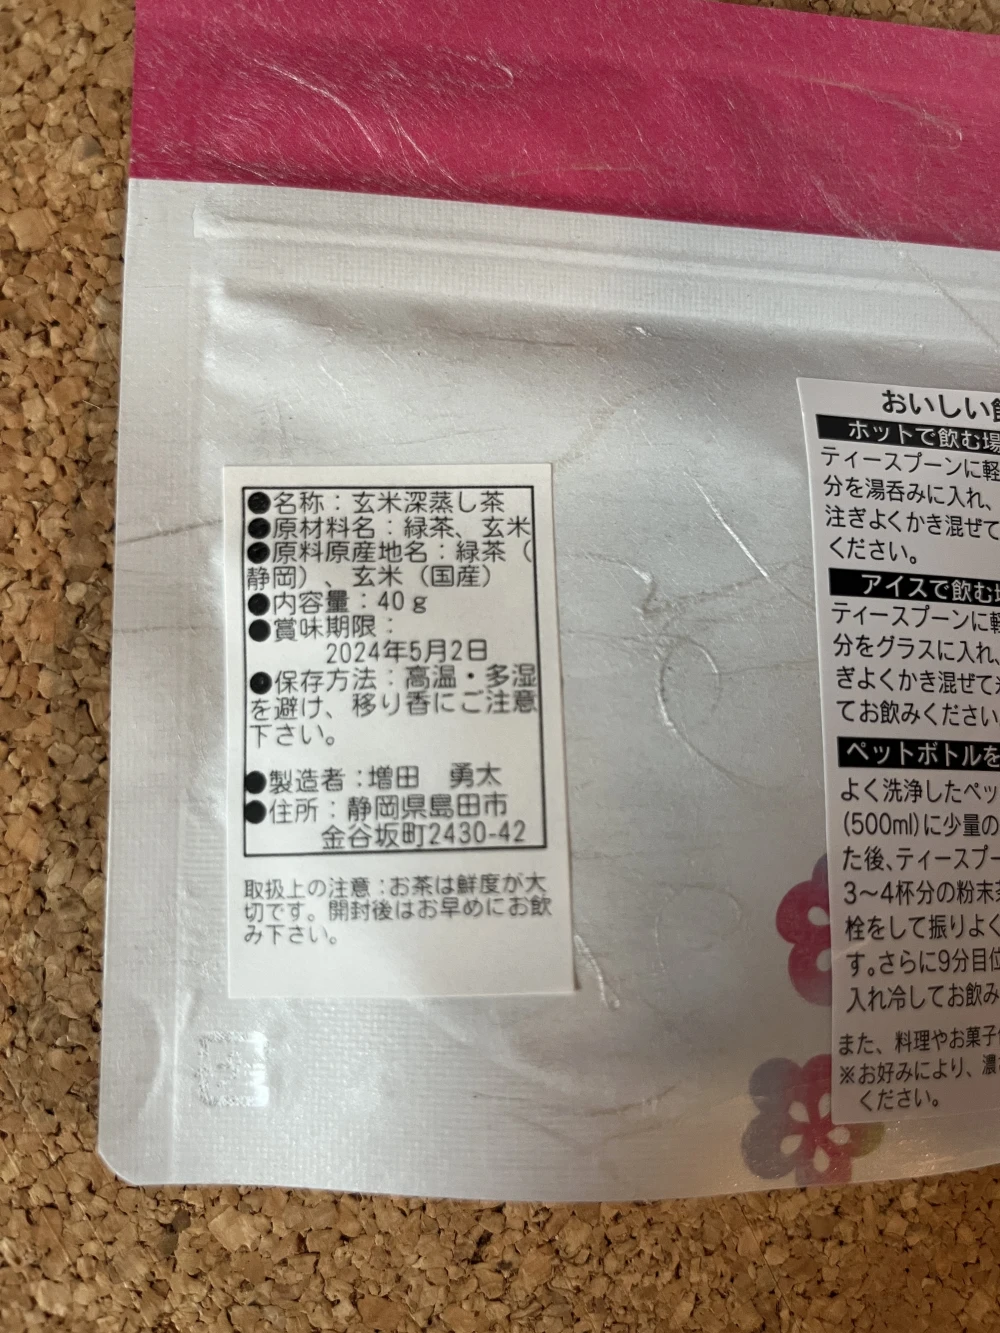 ●名称：玄米深蒸し茶
●原材料名：緑茶、玄米
●原料原産地名：緑茶（
静岡）、玄米（国産）
●内容量：40ｇ
●賞味期限：
2024年5月2日
●保存方法：高温・多湿
を避け、移り香にご注意
下さい。
●製造者：増田　勇太
●住所：静岡県島田市
金谷坂町2430-42
取扱上の注意：お茶は鮮度が大
切です。開封後はお早めにお飲
み下さい。
おいしい飲
ホットで飲む場
ティースプーンに軽
分を湯呑みに入れ、
注ぎよくかき混ぜて
ください。
アイスで飲む場
ティースプーンに軽
分をグラスに入れ、
ぎよくかき混ぜて氷
てお飲みください
ペットボトルを
よく洗浄したペッ
(500ml)に少量の
た後、ティースプー
3〜4杯分の粉末茶
栓をして振りよく
す。さらに9分目位
入れ冷してお飲み
また、料理やお菓子
※お好みにより、濃
ください。